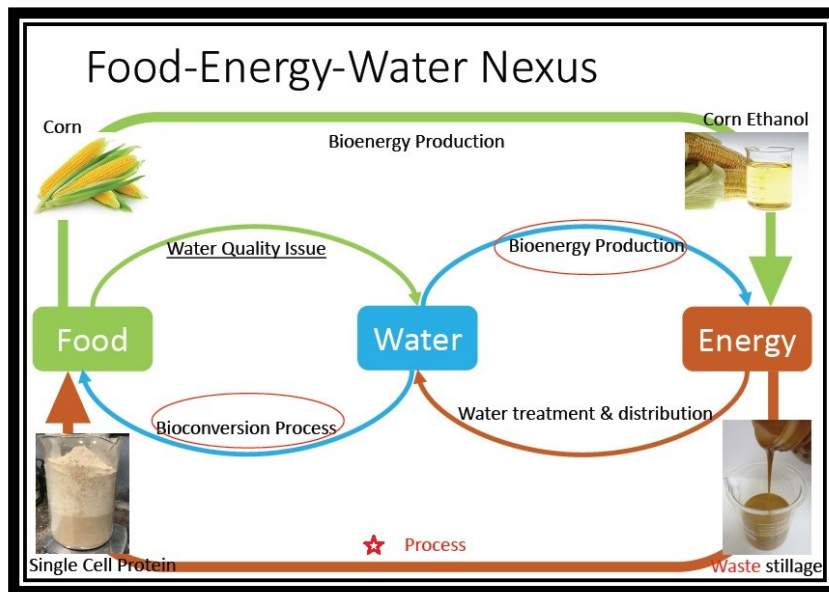 Food-Energy-Water Nexus
Corn
Corn Ethanol
Bioenergy Production
Water Quality Issue
Bioenergy Production
Food
Water
Energy
Bioconversion Process
Water treatment & distribution
Process
Single Cell Protein
Waste stillage